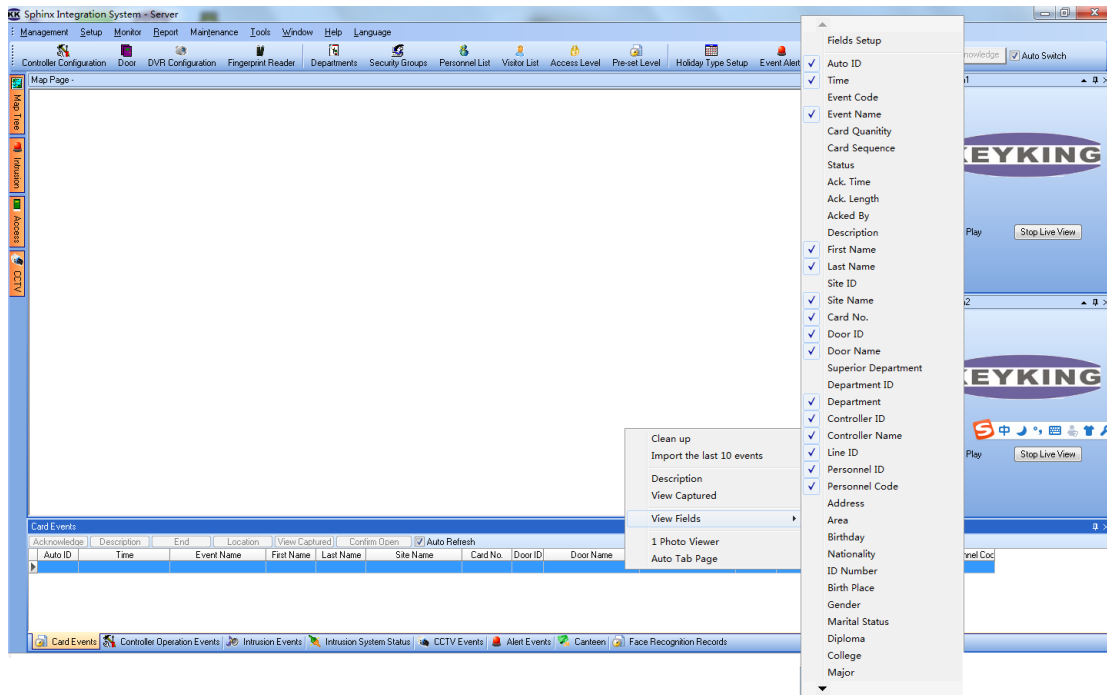 KK Sphinx Integration System - Server
Management Setup Monitor Report Maintenance Tools Window Help Language
Controller Configuration Door DVR Configuration Fingerprint Reader Departments Security Groups Personnel List Visitor List Access Level Pre-set Level Holiday Type Setup Event Alert
nowledge Auto Switch
Map Page -
Map Tree
Intrusion
Access
CCTV
Fields Setup
Auto ID
Time
Event Code
Event Name
Card Quanitity
Card Sequence
Status
Ack. Time
Ack. Length
Acked By
Description
First Name
Last Name
Site ID
Site Name
Card No.
Door ID
Door Name
Superior Department
Department ID
Department
Controller ID
Controller Name
Line ID
Personnel ID
Personnel Code
Address
Area
Birthday
Nationality
ID Number
Birth Place
Gender
Marital Status
Diploma
College
Major
1
EYKING
Play Stop Live View
2
EYKING
S 中
Play Stop Live View
Clean up
Import the last 10 events
Description
View Captured
View Fields
1 Photo Viewer
Auto Tab Page
Card Events
Acknowledge Description End Location View Captured Confirm Open Auto Refresh
Auto ID Time Event Name First Name Last Name Site Name Card No. Door ID Door Name nnel Coc
Card Events Controller Operation Events Intrusion Events Intrusion System Status CCTV Events Alert Events Canteen Face Recognition Records